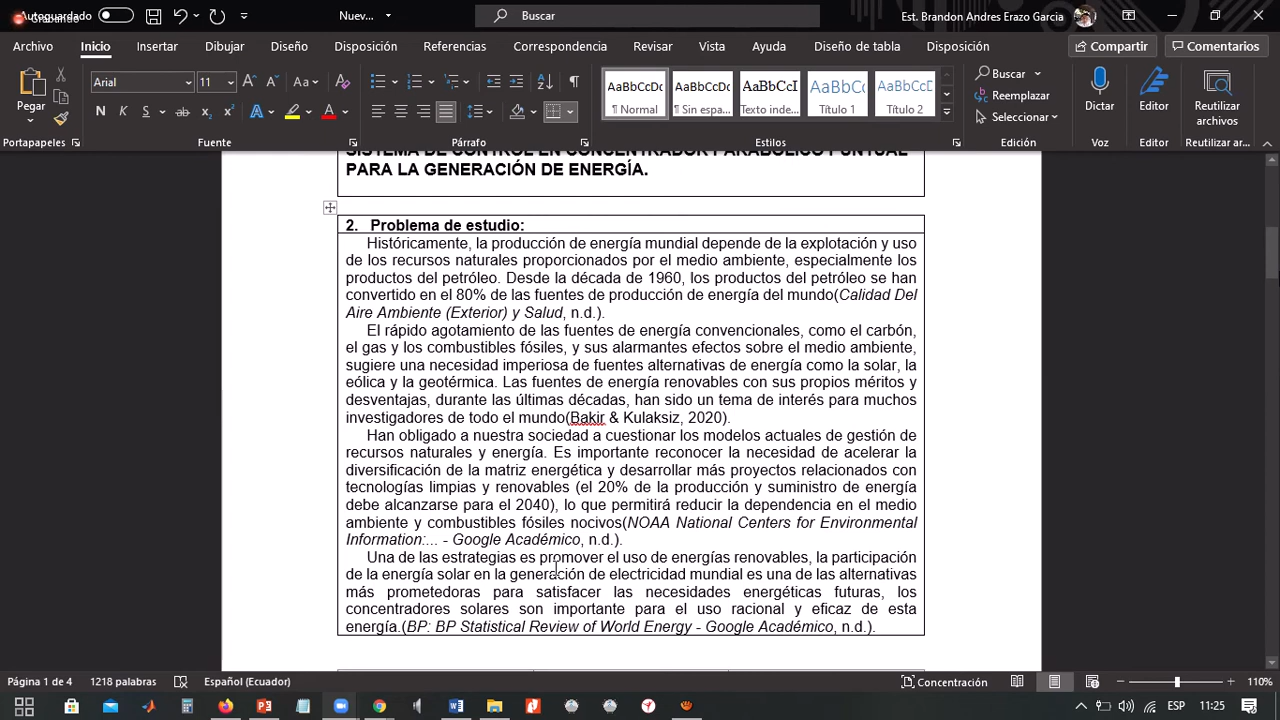 Autoguardado
Nuev...
Buscar
Est. Brandon Andres Erazo Garcia
Archivo Inicio Insertar Dibujar Diseño Disposición Referencias Correspondencia Revisar Vista Ayuda Diseño de tabla Disposición Compartir Comentarios
Pegar
Arial 11
N K S ab x₂ x²
AaBbCcDc AaBbCcDc AaBbCcI AaBbCc AaBbCcD
¶ Normal ¶ Sin espa... Texto inde... Título 1 Título 2
Buscar
Reemplazar
Seleccionar
Dictar
Editor
Reutilizar
archivos
Portapapeles Fuente Párrafo Estilos Edición Voz Editor Reutilizar ar...
SISTEMA DE CONTROL EN CONCENTRADOR PARABÓLICO PUNTUAL
PARA LA GENERACIÓN DE ENERGÍA.
2. Problema de estudio:
Históricamente, la producción de energía mundial depende de la explotación y uso
de los recursos naturales proporcionados por el medio ambiente, especialmente los
productos del petróleo. Desde la década de 1960, los productos del petróleo se han
convertido en el 80% de las fuentes de producción de energía del mundo(Calidad Del
Aire Ambiente (Exterior) y Salud, n.d.).
El rápido agotamiento de las fuentes de energía convencionales, como el carbón,
el gas y los combustibles fósiles, y sus alarmantes efectos sobre el medio ambiente,
sugiere una necesidad imperiosa de fuentes alternativas de energía como la solar, la
eólica y la geotérmica. Las fuentes de energía renovables con sus propios méritos y
desventajas, durante las últimas décadas, han sido un tema de interés para muchos
investigadores de todo el mundo(Bakir & Kulaksiz, 2020).
Han obligado a nuestra sociedad a cuestionar los modelos actuales de gestión de
recursos naturales y energía. Es importante reconocer la necesidad de acelerar la
diversificación de la matriz energética y desarrollar más proyectos relacionados con
tecnologías limpias y renovables (el 20% de la producción y suministro de energía
debe alcanzarse para el 2040), lo que permitirá reducir la dependencia en el medio
ambiente y combustibles fósiles nocivos(NOAA National Centers for Environmental
Information:... - Google Académico, n.d.).
Una de las estrategias es promover el uso de energías renovables, la participación
de la energía solar en la generación de electricidad mundial es una de las alternativas
más prometedoras para satisfacer las necesidades energéticas futuras, los
concentradores solares son importante para el uso racional y eficaz de esta
energía.(BP: BP Statistical Review of World Energy - Google Académico, n.d.).
Página 1 de 4 1218 palabras Español (Ecuador) Concentración 110%
ESP 11:25